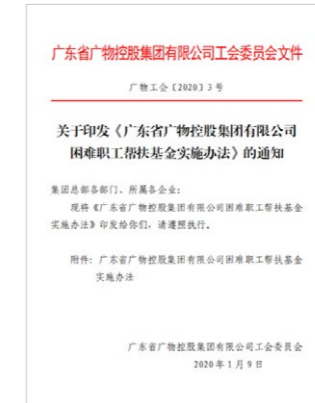 广东省广物控股集团有限公司工会委员会文件
广物工会〔2020〕3号
关于印发《广东省广物控股集团有限公司
困难职工帮扶基金实施办法》的通知
集团总部各部门、所属各企业：
现将《广东省广物控股集团有限公司困难职工帮扶基金
实施办法》印发给你们，请遵照执行。
附件：广东省广物控股集团有限公司困难职工帮扶基金
实施办法
广东省广物控股集团有限公司工会委员会
2020年1月9日